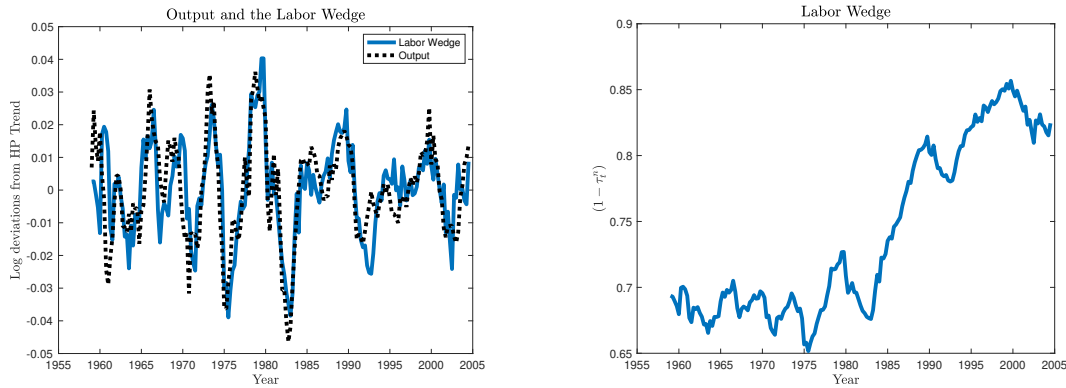 Output and the Labor Wedge
0.05
0.04
0.03
0.02
0.01
0
-0.01
-0.02
-0.03
-0.04
-0.05
Log deviations from HP Trend
Labor Wedge
Output
1955 1960 1965 1970 1975 1980 1985 1990 1995 2000 2005
Year
Labor Wedge
0.9
0.85
0.8
0.75
0.7
0.65
(1 − τₜⁿ)
1955 1960 1965 1970 1975 1980 1985 1990 1995 2000 2005
Year